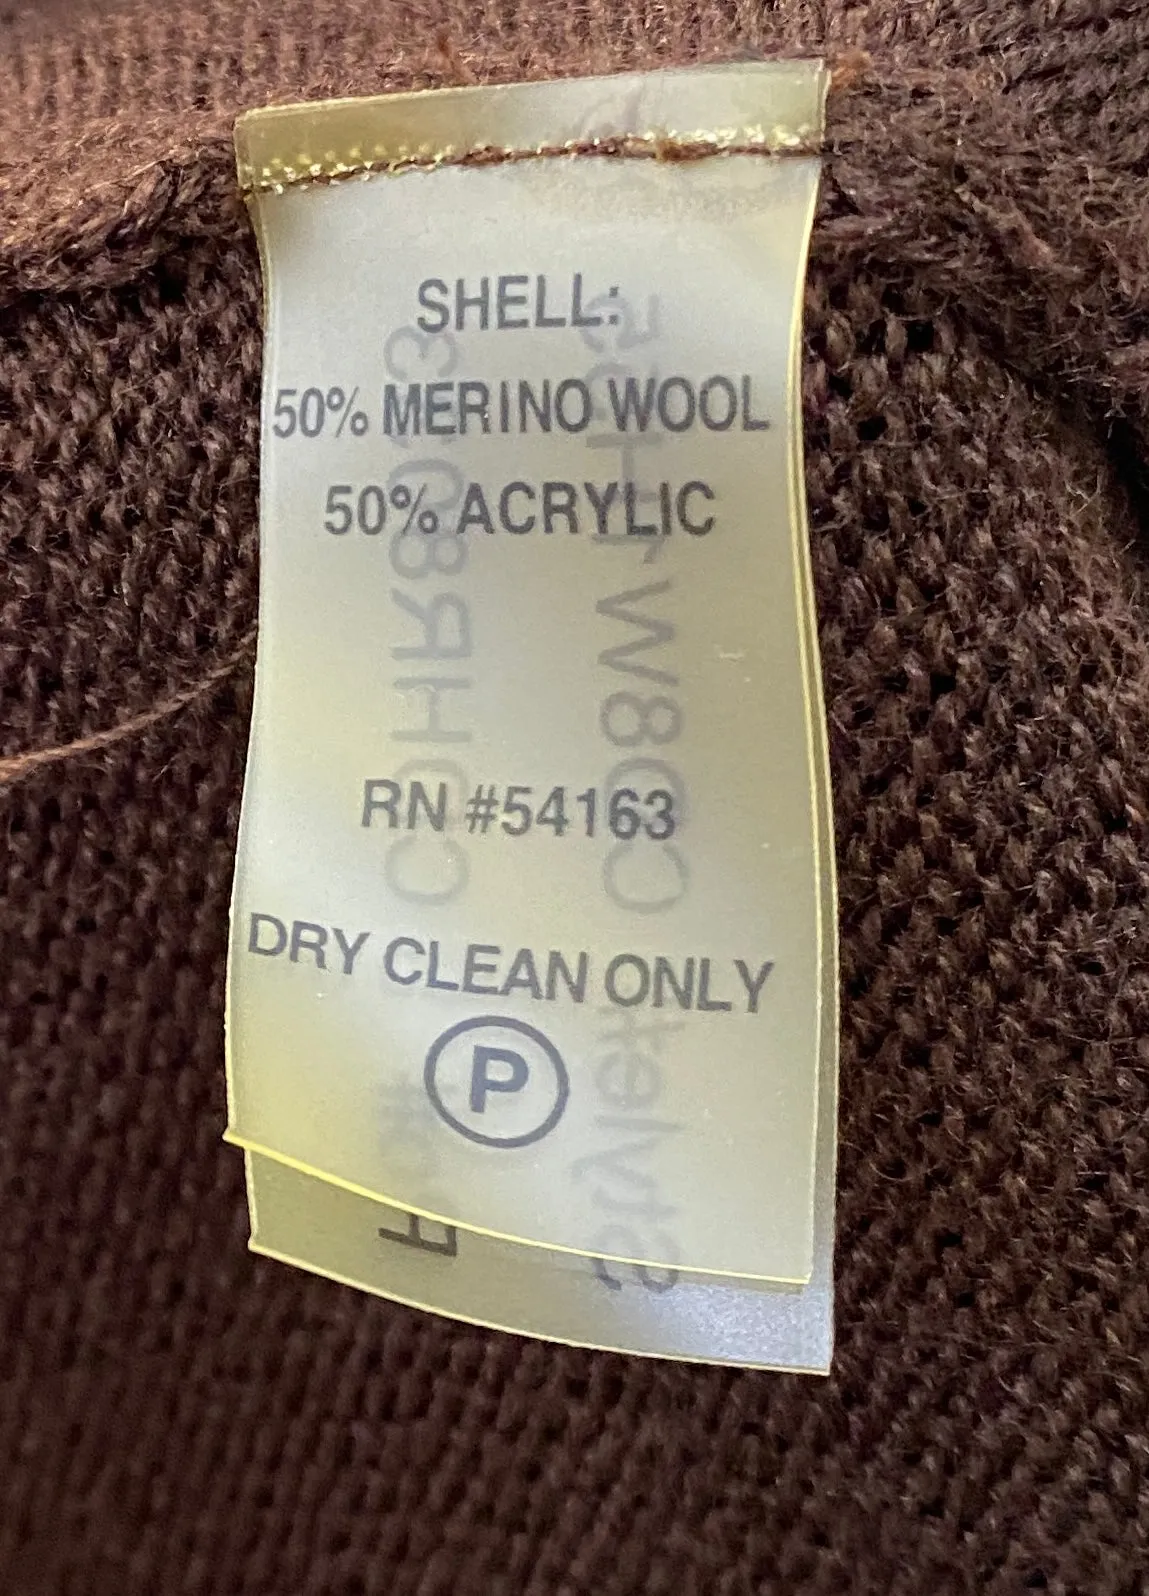 SHELL:
50% MERINO WOOL
50% ACRYLIC
RN #54163
DRY CLEAN ONLY
P